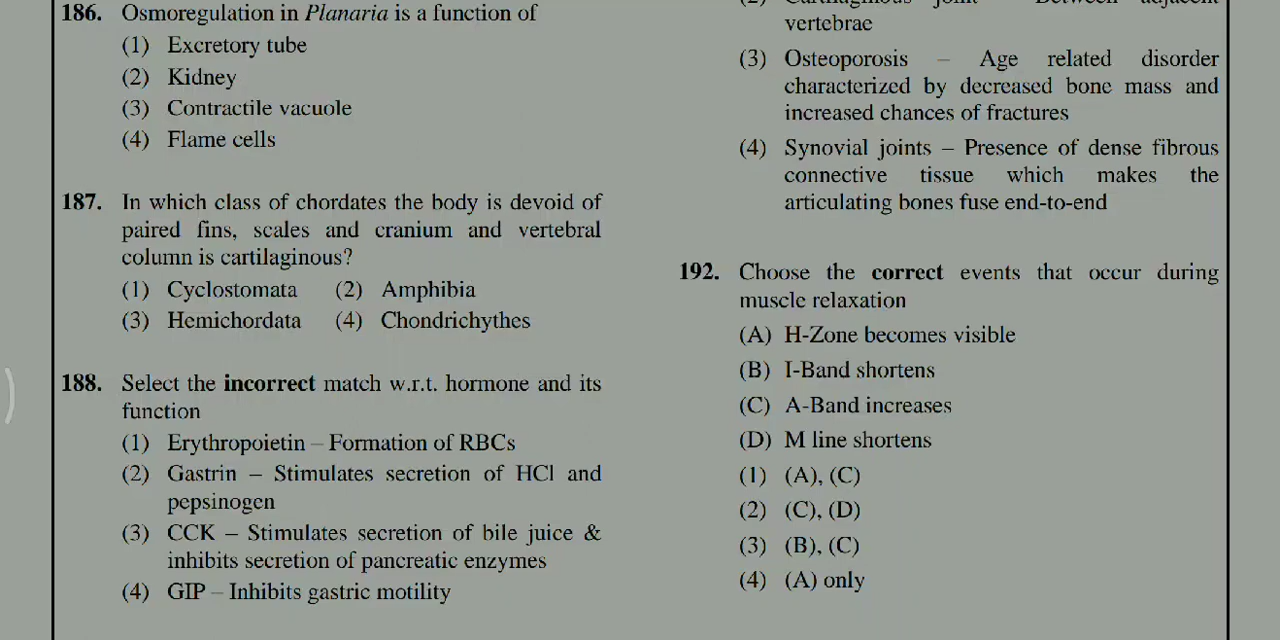 186. Osmoregulation in Planaria is a function of
(1) Excretory tube
(2) Kidney
(3) Contractile vacuole
(4) Flame cells
187. In which class of chordates the body is devoid of
paired fins, scales and cranium and vertebral
column is cartilaginous?
(1) Cyclostomata (2) Amphibia
(3) Hemichordata (4) Chondrichythes
188. Select the incorrect match w.r.t. hormone and its
function
(1) Erythropoietin – Formation of RBCs
(2) Gastrin – Stimulates secretion of HCl and
pepsinogen
(3) CCK – Stimulates secretion of bile juice &
inhibits secretion of pancreatic enzymes
(4) GIP – Inhibits gastric motility
(2) Cartilaginous joint – Between adjacent
vertebrae
(3) Osteoporosis – Age related disorder
characterized by decreased bone mass and
increased chances of fractures
(4) Synovial joints – Presence of dense fibrous
connective tissue which makes the
articulating bones fuse end-to-end
192. Choose the correct events that occur during
muscle relaxation
(A) H-Zone becomes visible
(B) I-Band shortens
(C) A-Band increases
(D) M line shortens
(1) (A), (C)
(2) (C), (D)
(3) (B), (C)
(4) (A) only